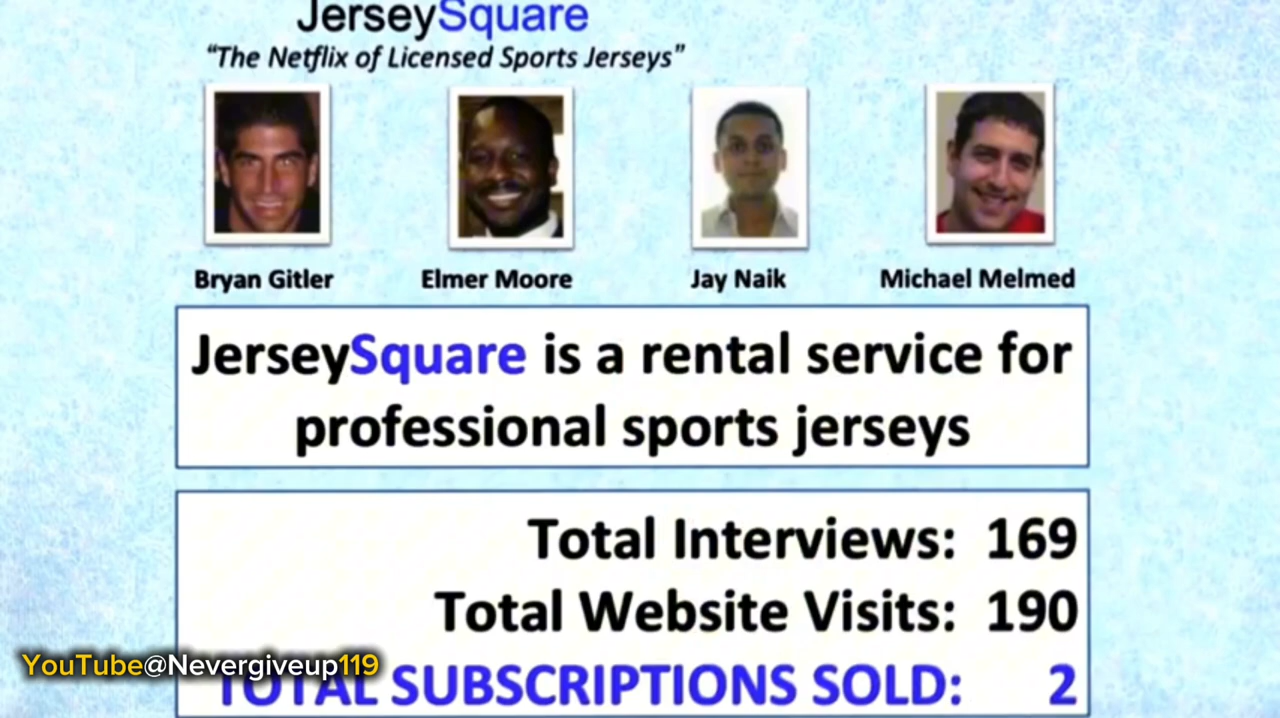 JerseySquare
“The Netflix of Licensed Sports Jerseys”
Bryan Gitler
Elmer Moore
Jay Naik
Michael Melmed
JerseySquare is a rental service for
professional sports jerseys
Total Interviews: 169
Total Website Visits: 190
YouTube@Nevergiveup119
TOTAL SUBSCRIPTIONS SOLD: 2